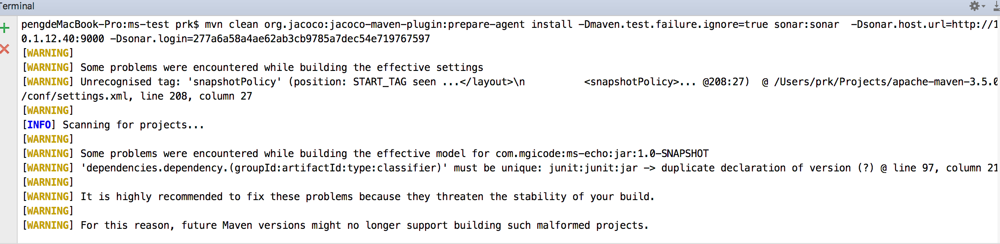 Terminal
pengdeMacBook-Pro:ms-test prk$ mvn clean org.jacoco:jacoco-maven-plugin:prepare-agent install -Dmaven.test.failure.ignore=true sonar:sonar  -Dsonar.host.url=http://1
0.1.12.40:9000 -Dsonar.login=277a6a58a4ae62ab3cb9785a7dec54e719767597
[WARNING]
[WARNING] Some problems were encountered while building the effective settings
[WARNING] Unrecognised tag: 'snapshotPolicy' (position: START_TAG seen ...</layout>\n          <snapshotPolicy>... @208:27)  @ /Users/prk/Projects/apache-maven-3.5.0
/conf/settings.xml, line 208, column 27
[WARNING]
[INFO] Scanning for projects...
[WARNING]
[WARNING] Some problems were encountered while building the effective model for com.mgicode:ms-echo:jar:1.0-SNAPSHOT
[WARNING] 'dependencies.dependency.(groupId:artifactId:type:classifier)' must be unique: junit:junit:jar -> duplicate declaration of version (?) @ line 97, column 21
[WARNING]
[WARNING] It is highly recommended to fix these problems because they threaten the stability of your build.
[WARNING]
[WARNING] For this reason, future Maven versions might no longer support building such malformed projects.